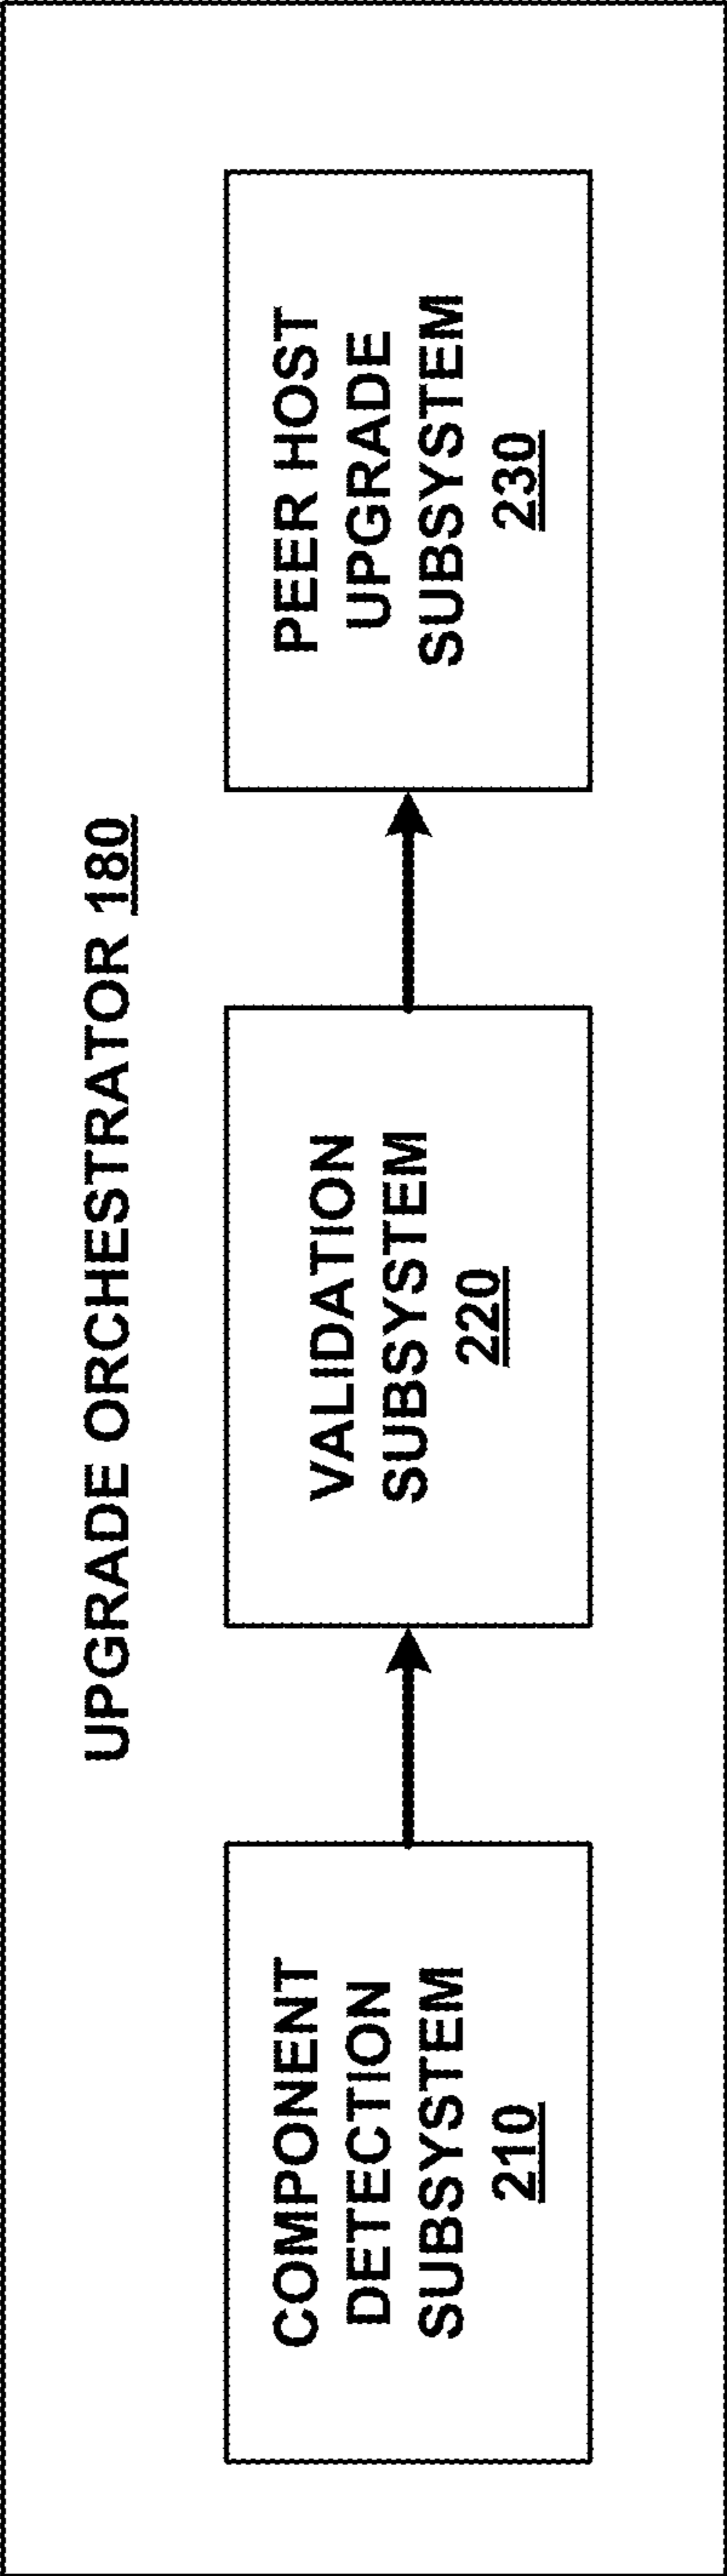 UPGRADE ORCHESTRATOR 180
COMPONENT
DETECTION
SUBSYSTEM
210
VALIDATION
SUBSYSTEM
220
PEER HOST
UPGRADE
SUBSYSTEM
230